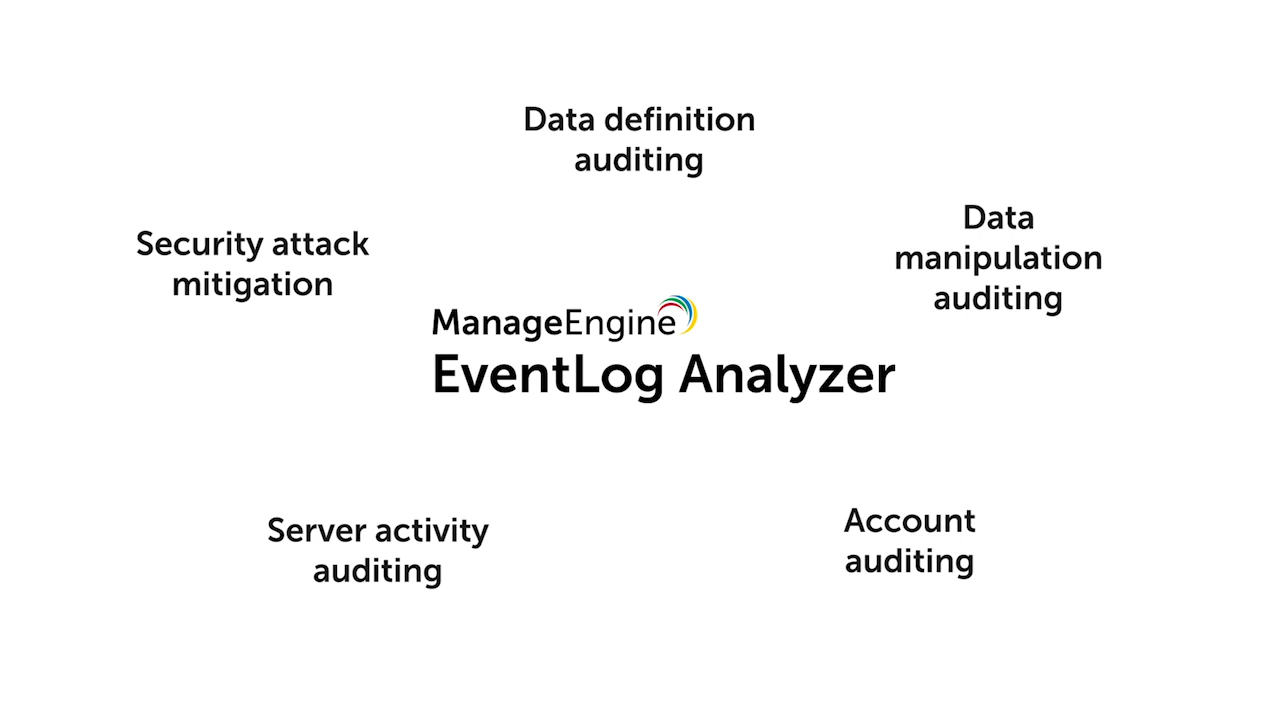 Data definition
auditing
Security attack
mitigation
Data
manipulation
auditing
ManageEngine
EventLog Analyzer
Server activity
auditing
Account
auditing